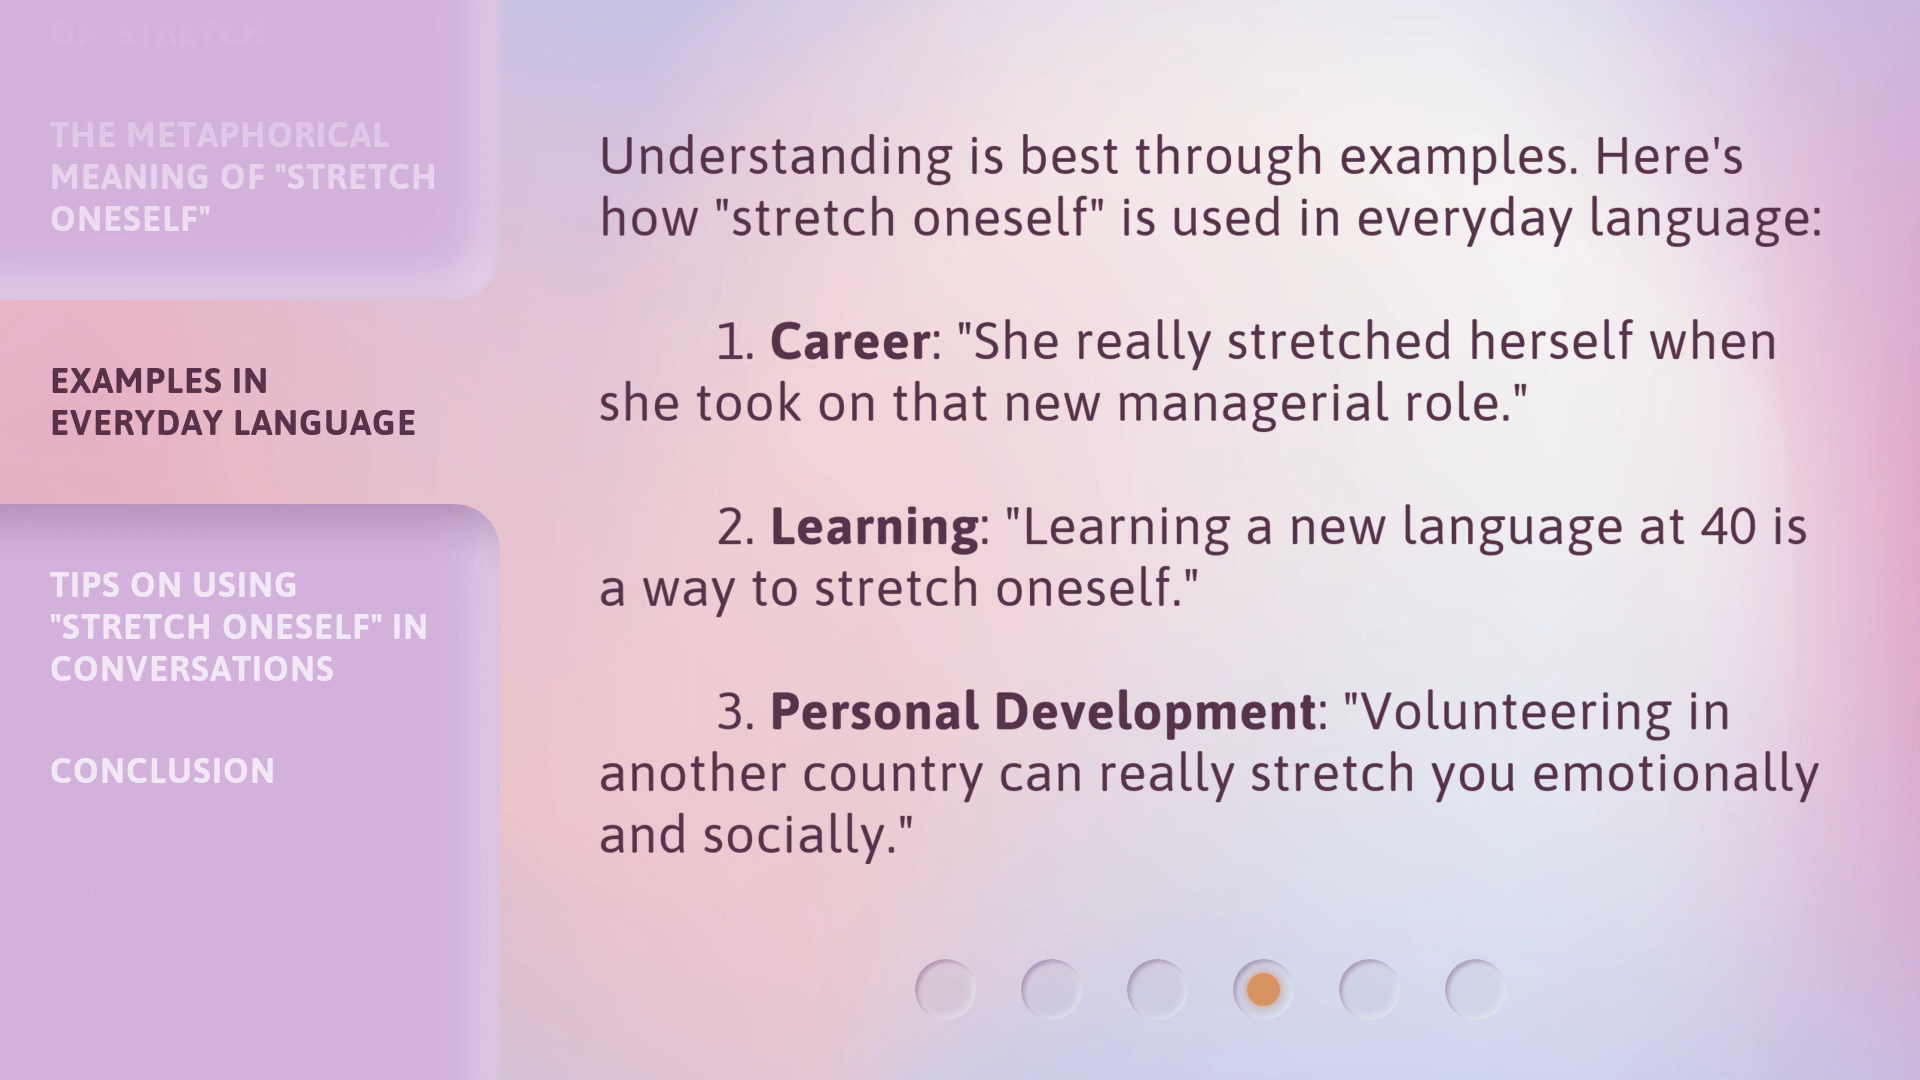 OF "STRETCH"
THE METAPHORICAL
MEANING OF "STRETCH
ONESELF"
EXAMPLES IN
EVERYDAY LANGUAGE
TIPS ON USING
"STRETCH ONESELF" IN
CONVERSATIONS
CONCLUSION
Understanding is best through examples. Here's
how "stretch oneself" is used in everyday language:
1. Career: "She really stretched herself when
she took on that new managerial role."
2. Learning: "Learning a new language at 40 is
a way to stretch oneself."
3. Personal Development: "Volunteering in
another country can really stretch you emotionally
and socially."